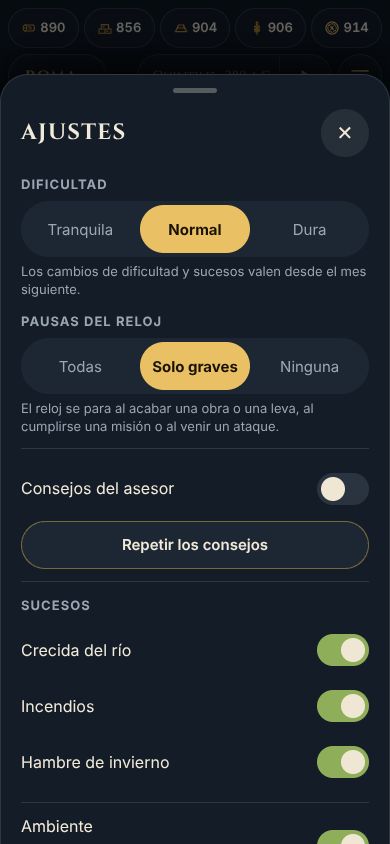 890 856 904 906 914
AJUSTES
DIFICULTAD
Tranquila Normal Dura
Los cambios de dificultad y sucesos valen desde el mes
siguiente.
PAUSAS DEL RELOJ
Todas Solo graves Ninguna
El reloj se para al acabar una obra o una leva, al
cumplirse una misión o al venir un ataque.
Consejos del asesor
Repetir los consejos
SUCESOS
Crecida del río
Incendios
Hambre de invierno
Ambiente